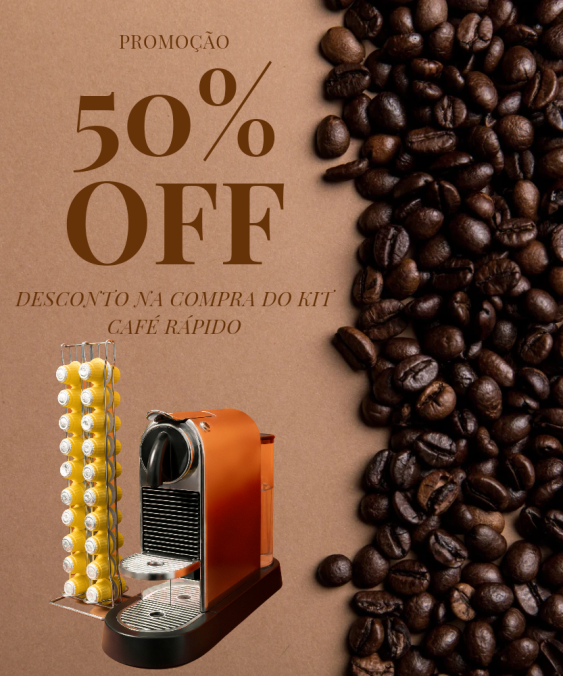 PROMOÇÃO
50%
OFF
DESCONTO NA COMPRA DO KIT
CAFÉ RÁPIDO